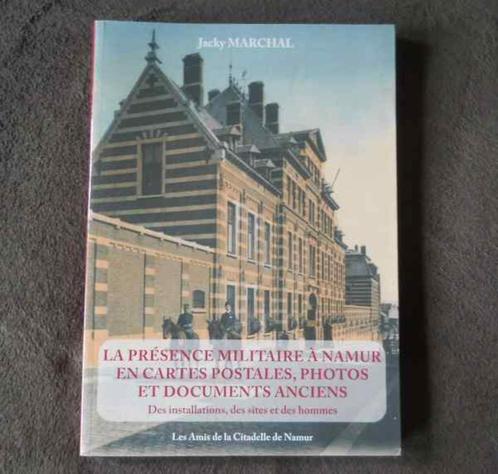 Jacky MARCHAL
LA PRÉSENCE MILITAIRE À NAMUR
EN CARTES POSTALES, PHOTOS
ET DOCUMENTS ANCIENS
Des installations, des sites et des hommes
Les Amis de la Citadelle de Namur